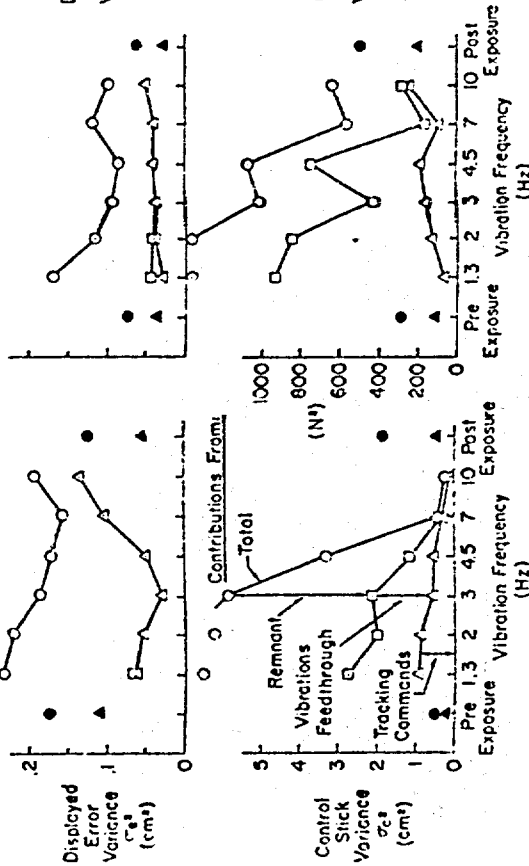 Displayed
Error
Variance
σe²
(cm²)
.2
.1
0
Contributions From:
Total
Remnant
Vibrations
Feedthrough
Tracking
Commands
Control
Stick
Variance
σc²
(cm²)
5
4
3
2
1
0
Pre 1.3 2 3 4.5 7 10 Post
Exposure Exposure
Vibration Frequency
(Hz)
1000
800
600
400
200
0
(N²)
Pre 1.3 2 3 4.5 7 10 Post
Exposure Exposure
Vibration Frequency
(Hz)